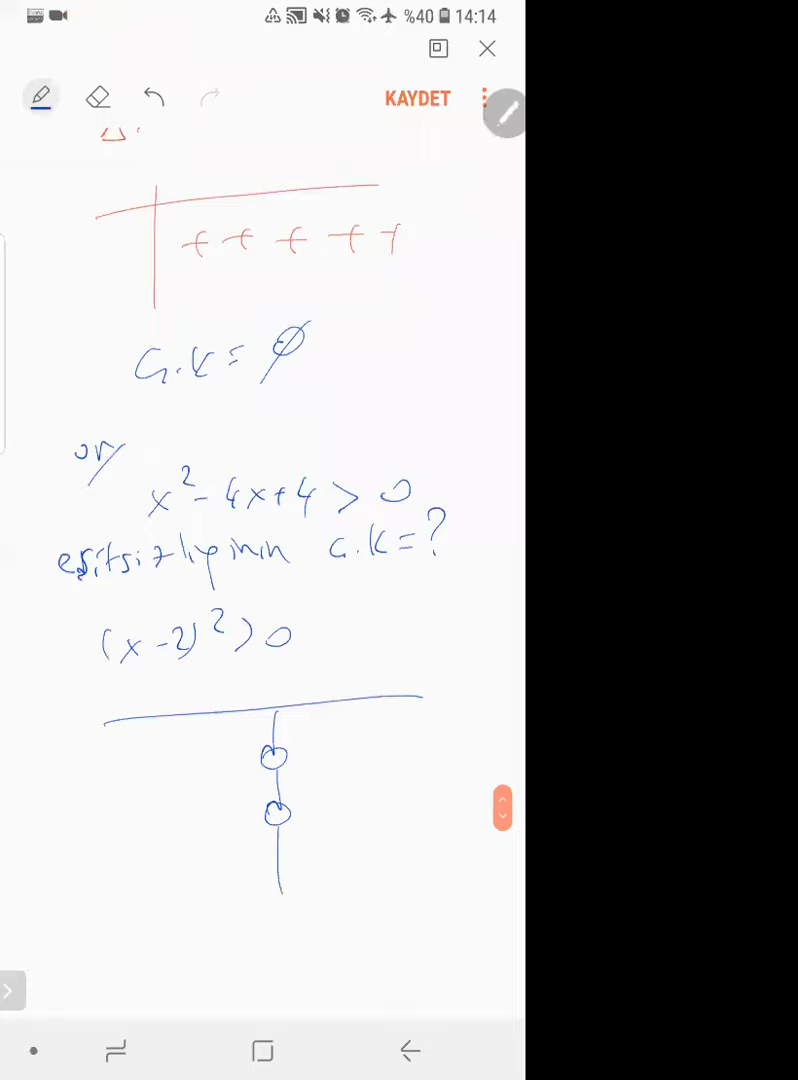 %40 14:14
KAYDET
+ + + + +
G.K = ∅
ör/
x² - 4x + 4 > 0
eşitsizliğinin G.K = ?
(x - 2)² > 0